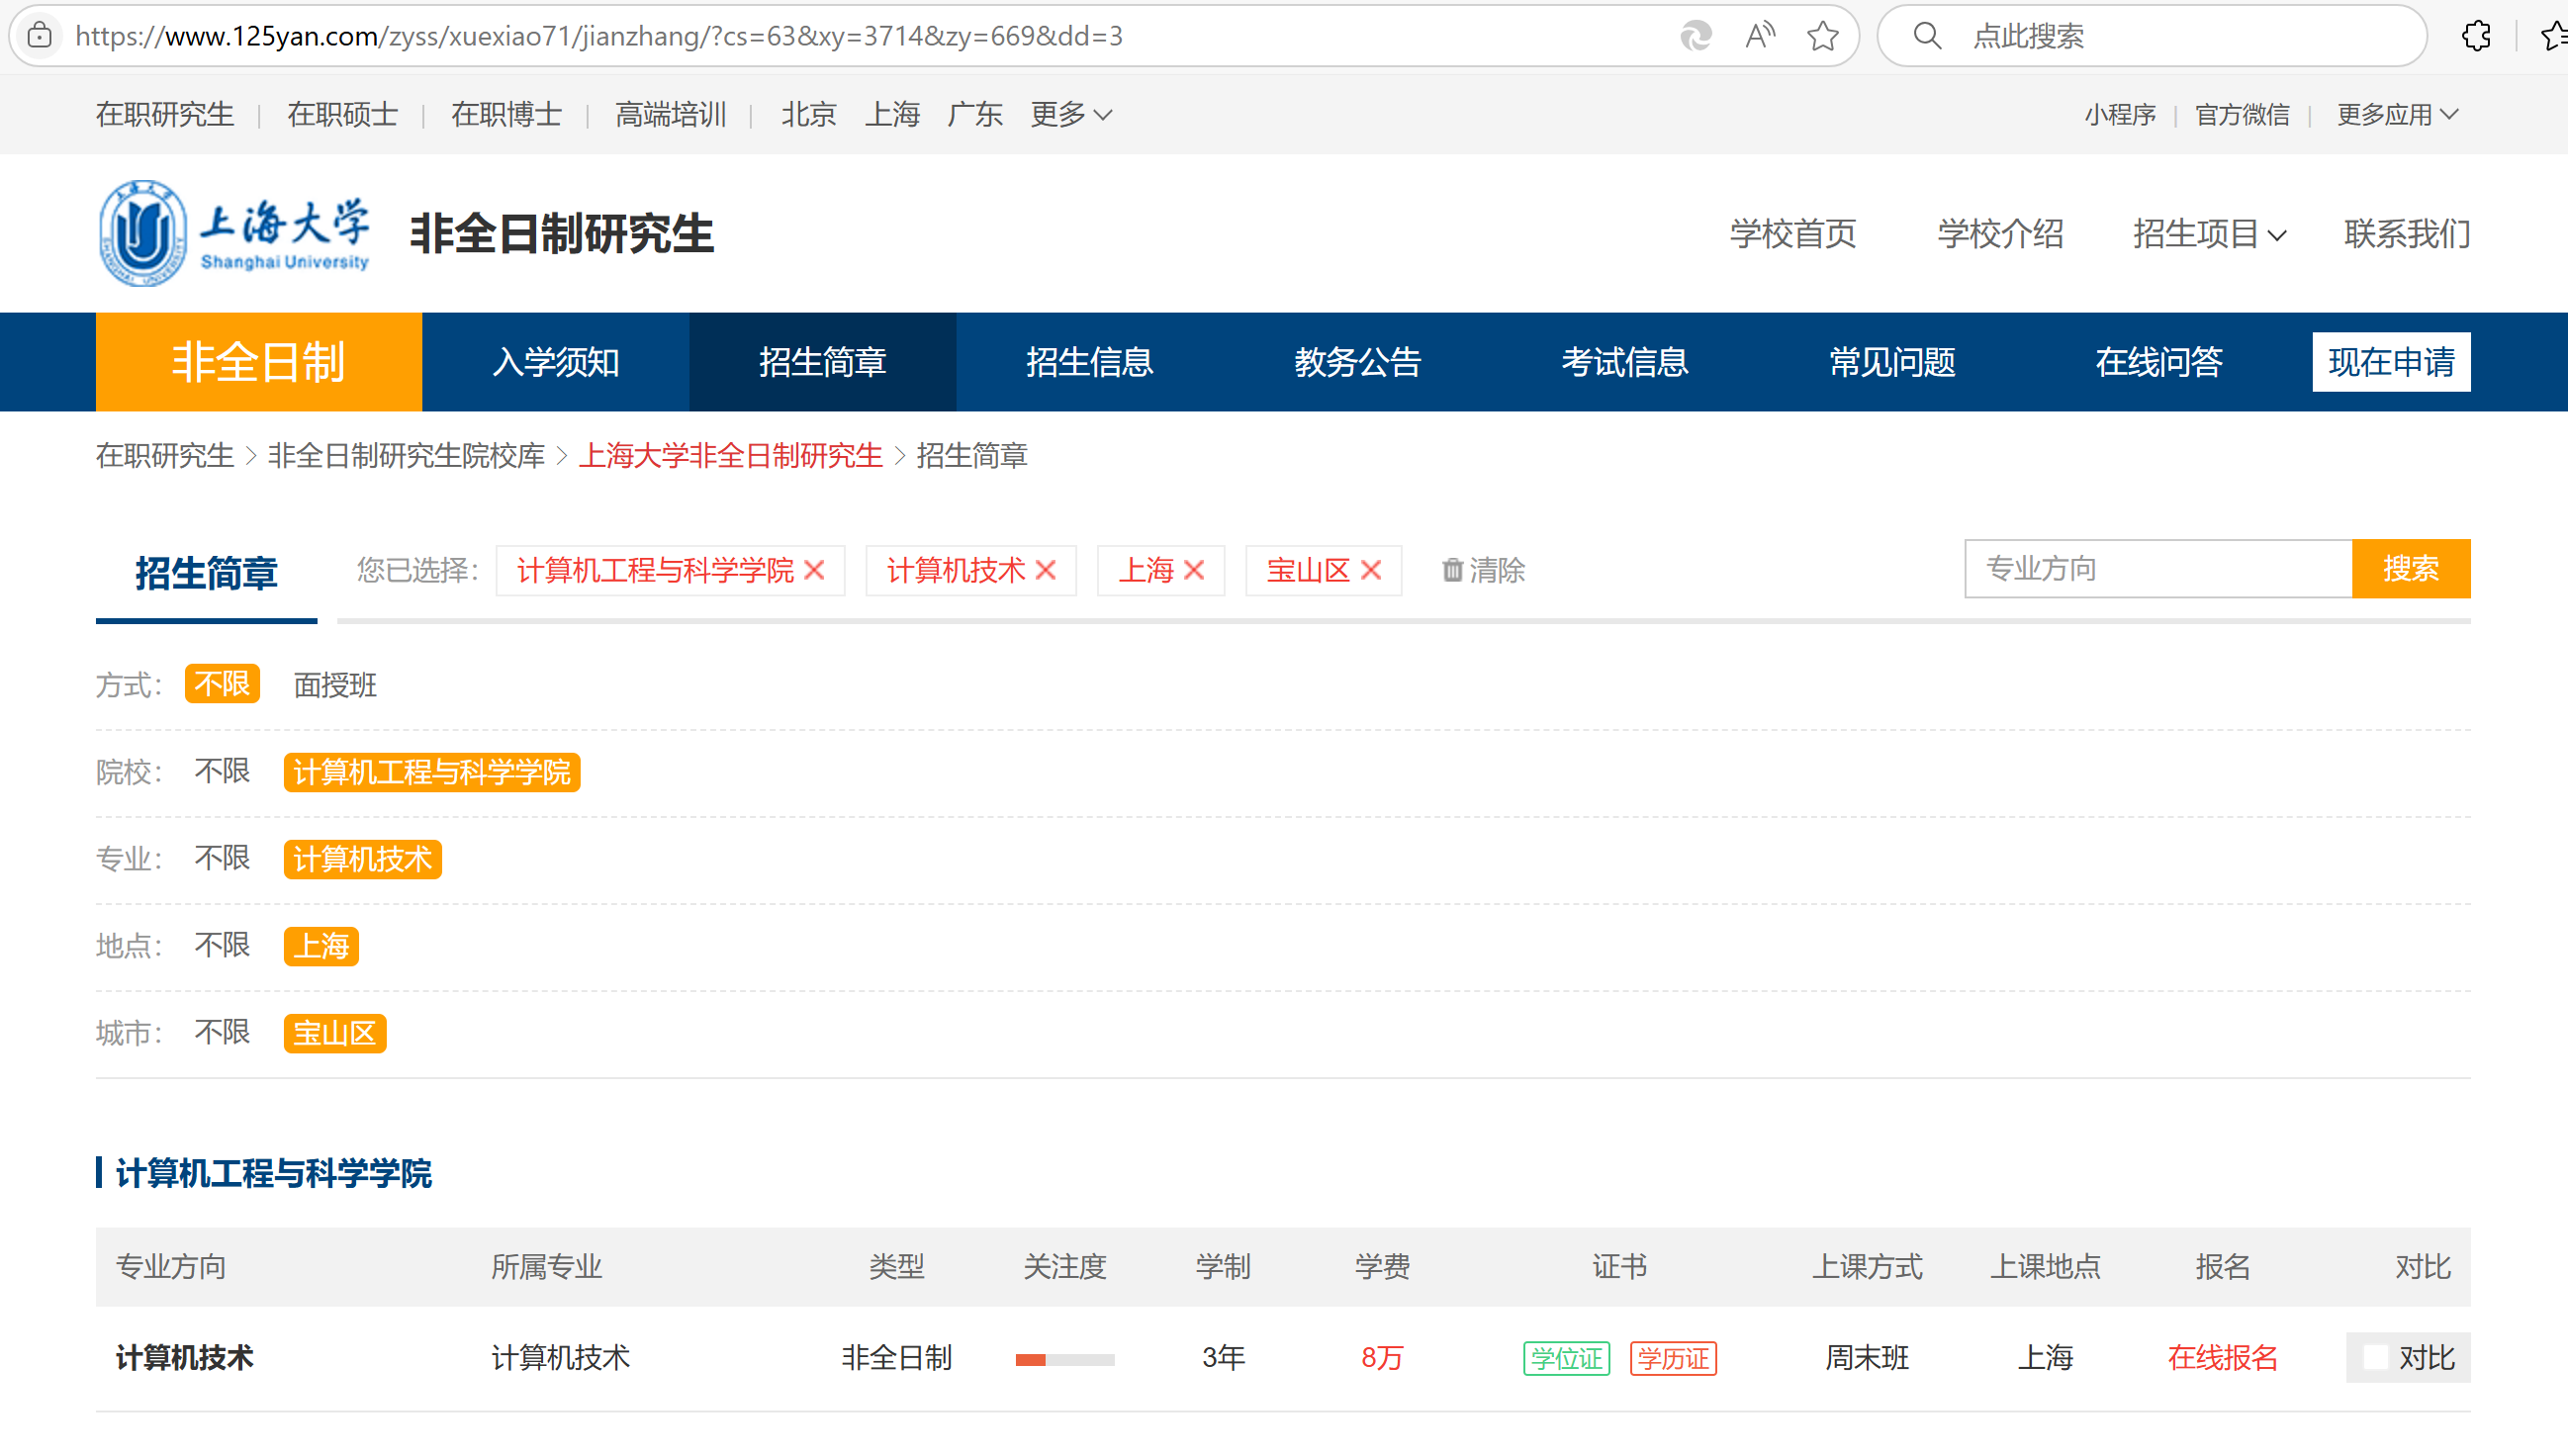 https://www.125yan.com/zyss/xuexiao71/jianzhang/?cs=63&xy=3714&zy=669&dd=3 点此搜索
在职研究生 | 在职硕士 | 在职博士 | 高端培训 | 北京 上海 广东 更多 小程序 | 官方微信 | 更多应用
上海大学 Shanghai University 非全日制研究生 学校首页 学校介绍 招生项目 联系我们
非全日制 入学须知 招生简章 招生信息 教务公告 考试信息 常见问题 在线问答 现在申请
在职研究生 > 非全日制研究生院校库 > 上海大学非全日制研究生 > 招生简章
招生简章 您已选择: 计算机工程与科学学院 计算机技术 上海 宝山区 清除 专业方向 搜索
方式: 不限 面授班
院校: 不限 计算机工程与科学学院
专业: 不限 计算机技术
地点: 不限 上海
城市: 不限 宝山区
计算机工程与科学学院
专业方向 所属专业 类型 关注度 学制 学费 证书 上课方式 上课地点 报名 对比
计算机技术 计算机技术 非全日制 3年 8万 学位证 学历证 周末班 上海 在线报名 对比